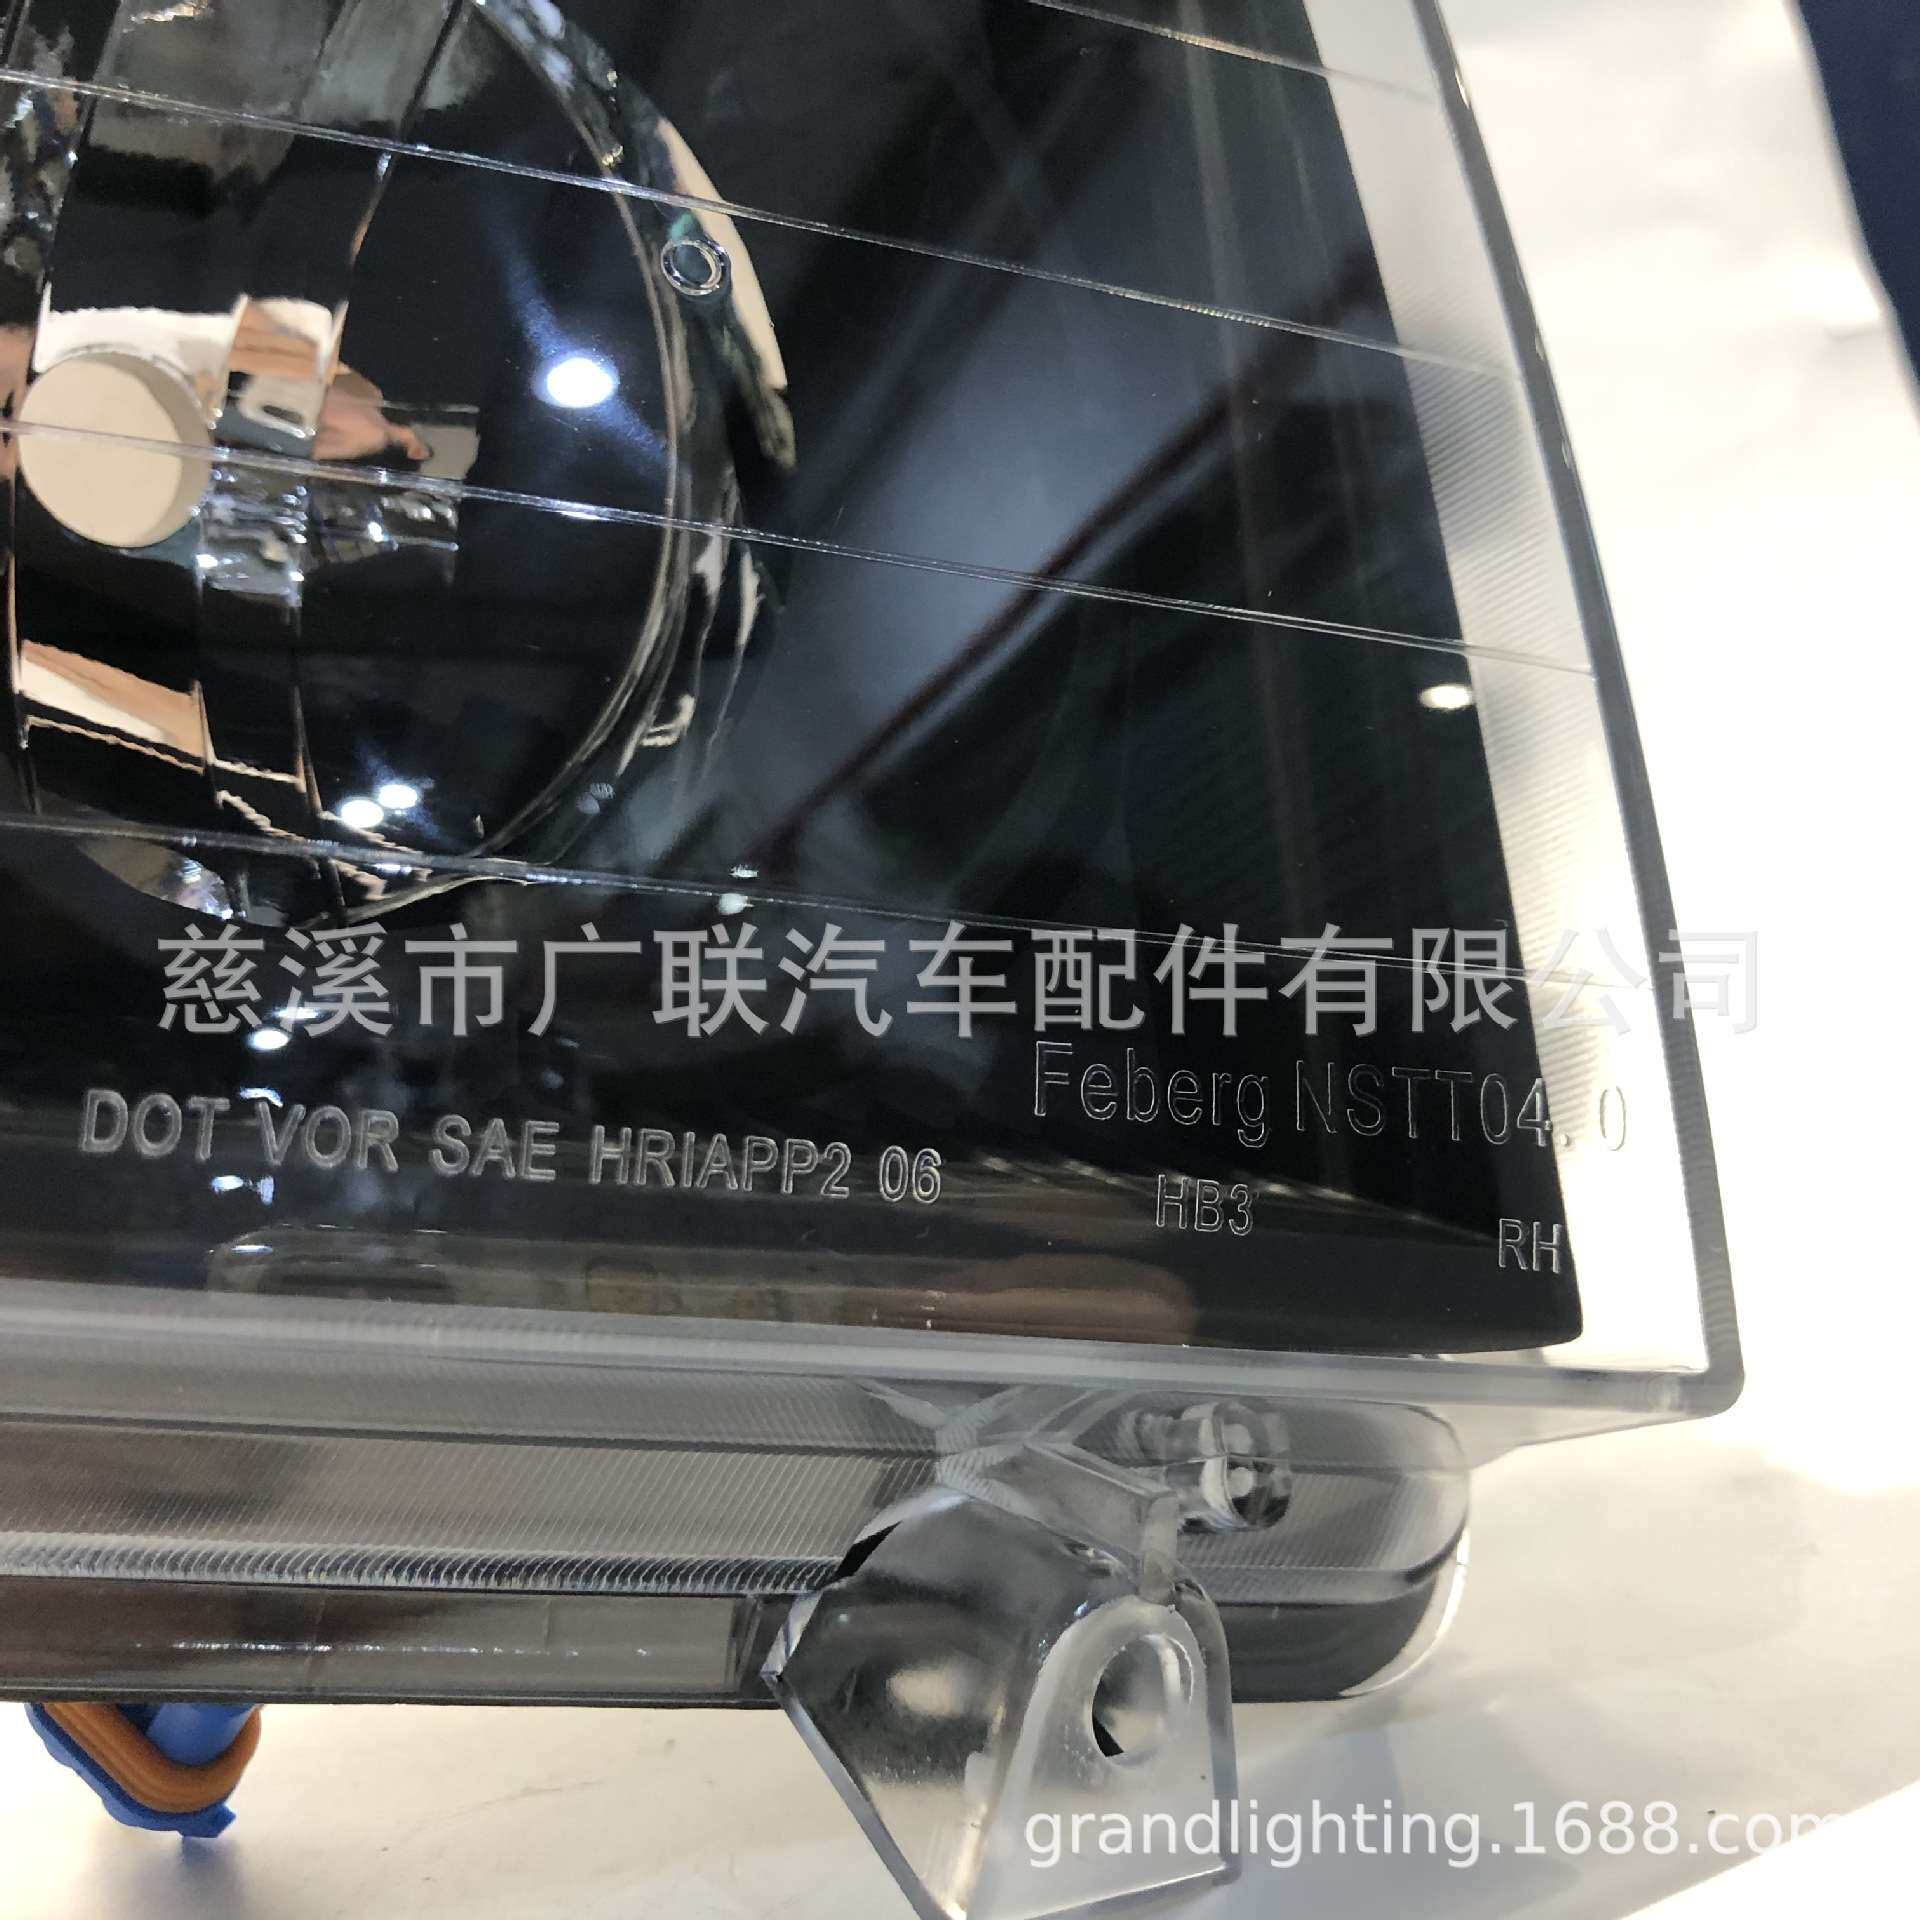 慈溪市广联汽车配件有限公司
Feberg NSTT04.0
DOT VOR SAE HRIAPP2 06
HB3
RH
grandlighting.1688.com